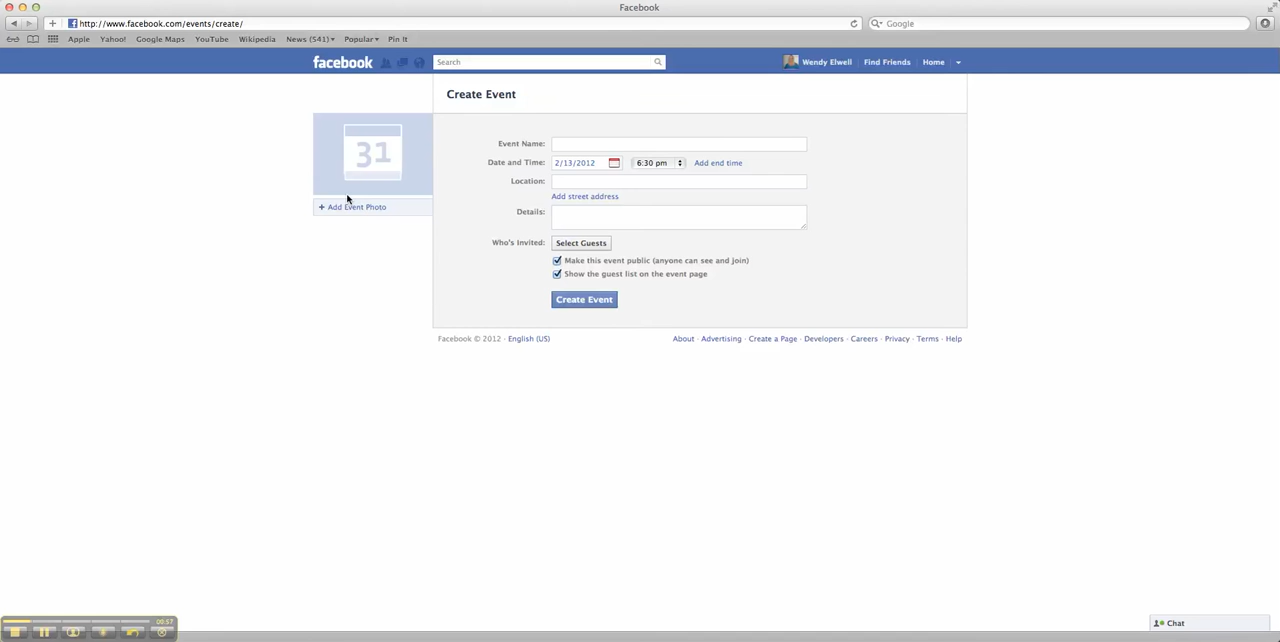 Facebook
http://www.facebook.com/events/create/
Google
Apple Yahoo! Google Maps YouTube Wikipedia News (541)▾ Popular▾ Pin It
facebook Search Wendy Elwell Find Friends Home
Create Event
31
+ Add Event Photo
Event Name:
Date and Time: 2/13/2012 6:30 pm Add end time
Location:
Add street address
Details:
Who's Invited: Select Guests
Make this event public (anyone can see and join)
Show the guest list on the event page
Create Event
Facebook © 2012 · English (US) About · Advertising · Create a Page · Developers · Careers · Privacy · Terms · Help
00:57
Chat